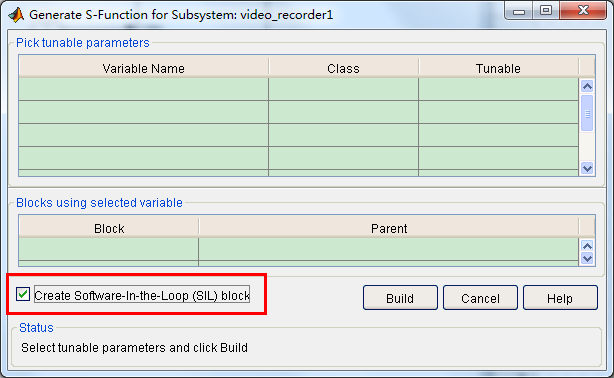 Generate S-Function for Subsystem: video_recorder1
Pick tunable parameters
Variable Name Class Tunable
Blocks using selected variable
Block Parent
Create Software-In-the-Loop (SIL) block Build Cancel Help
Status
Select tunable parameters and click Build